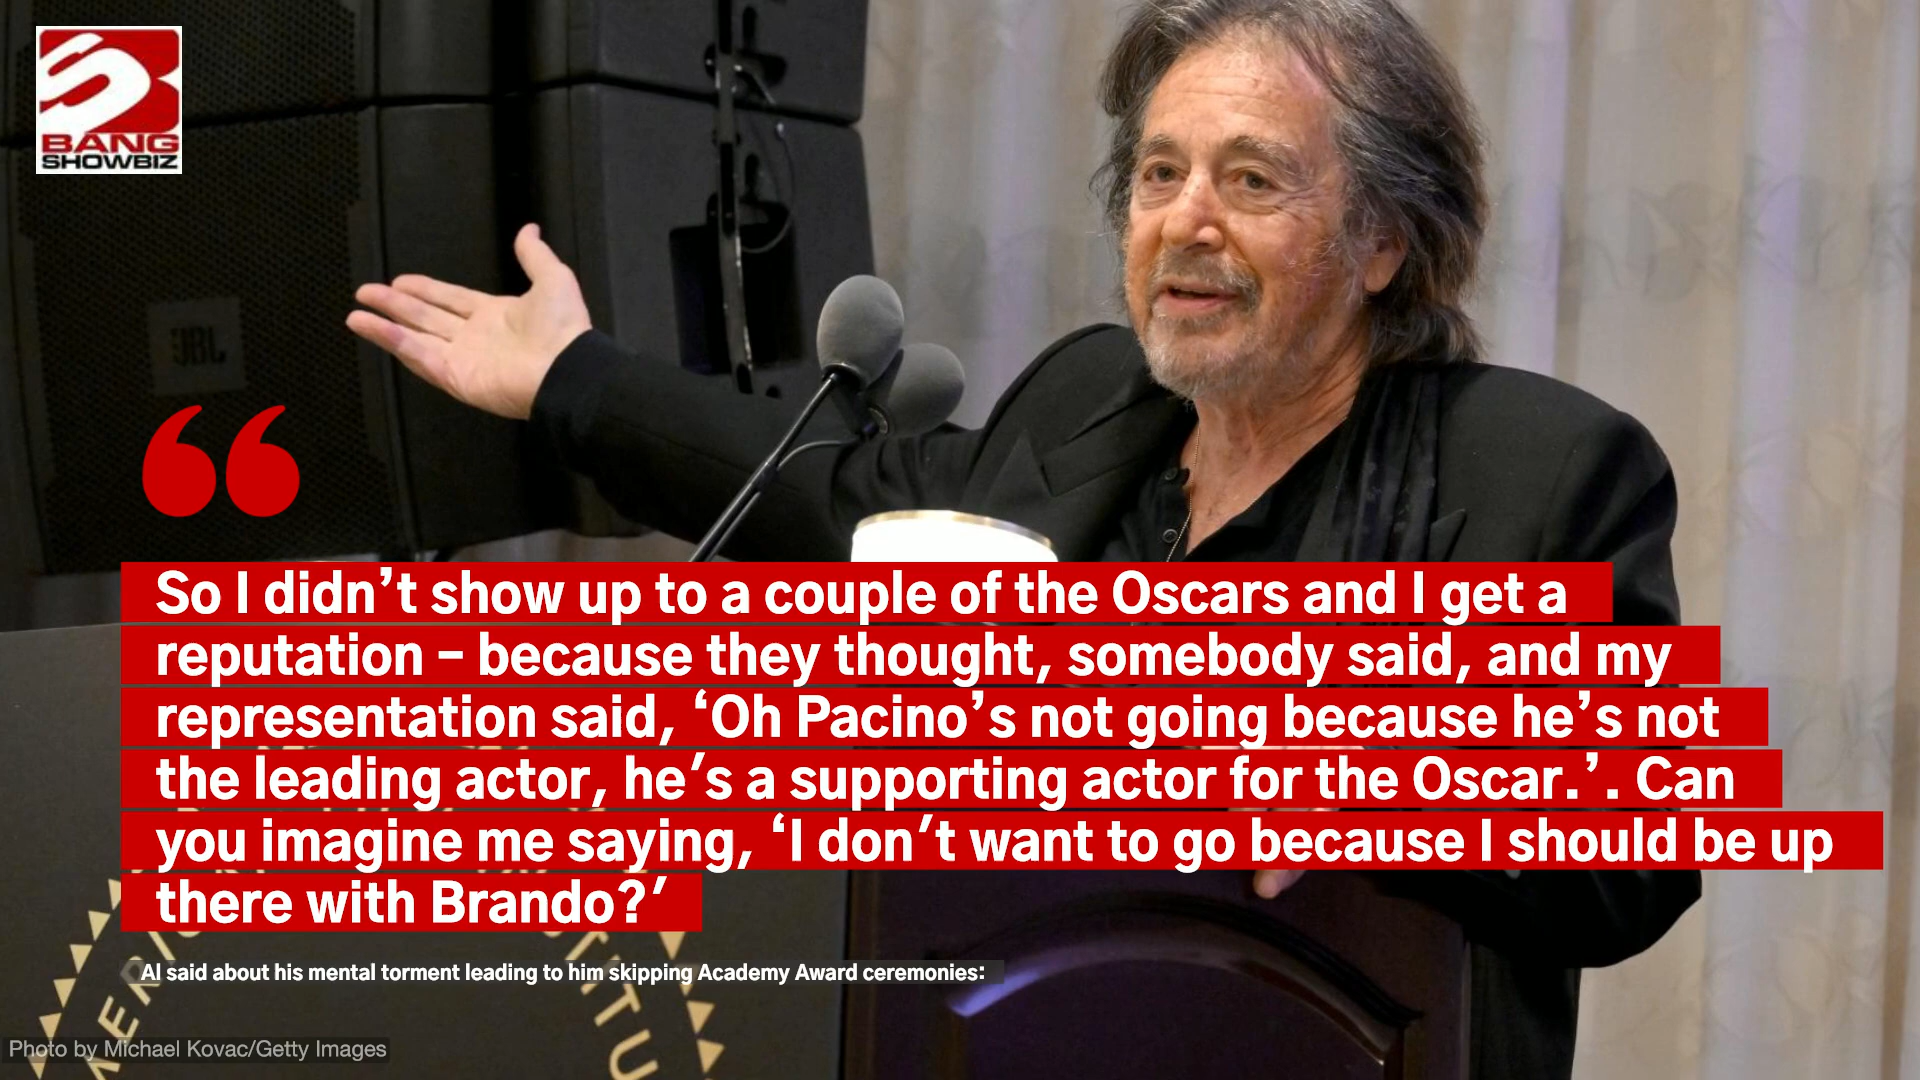 BANG
SHOWBIZ
JBL
“
So I didn’t show up to a couple of the Oscars and I get a
reputation – because they thought, somebody said, and my
representation said, ‘Oh Pacino’s not going because he’s not
the leading actor, he's a supporting actor for the Oscar.’. Can
you imagine me saying, ‘I don't want to go because I should be up
there with Brando?'
Al said about his mental torment leading to him skipping Academy Award ceremonies:
Photo by Michael Kovac/Getty Images